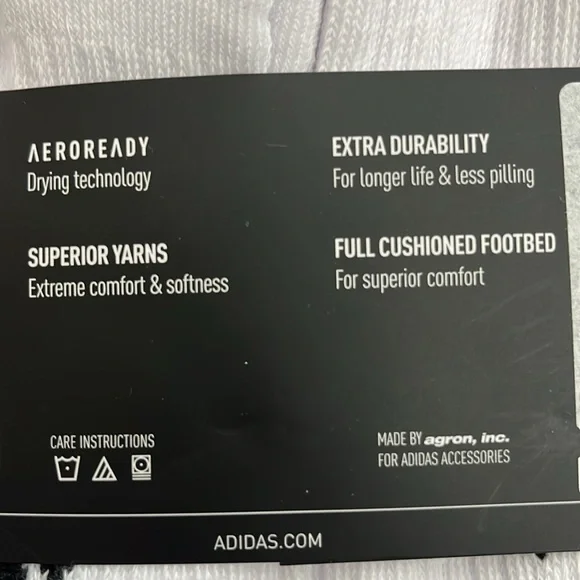 AEROREADY
Drying technology
EXTRA DURABILITY
For longer life & less pilling
SUPERIOR YARNS
Extreme comfort & softness
FULL CUSHIONED FOOTBED
For superior comfort
CARE INSTRUCTIONS
MADE BY agron, inc.
FOR ADIDAS ACCESSORIES
ADIDAS.COM